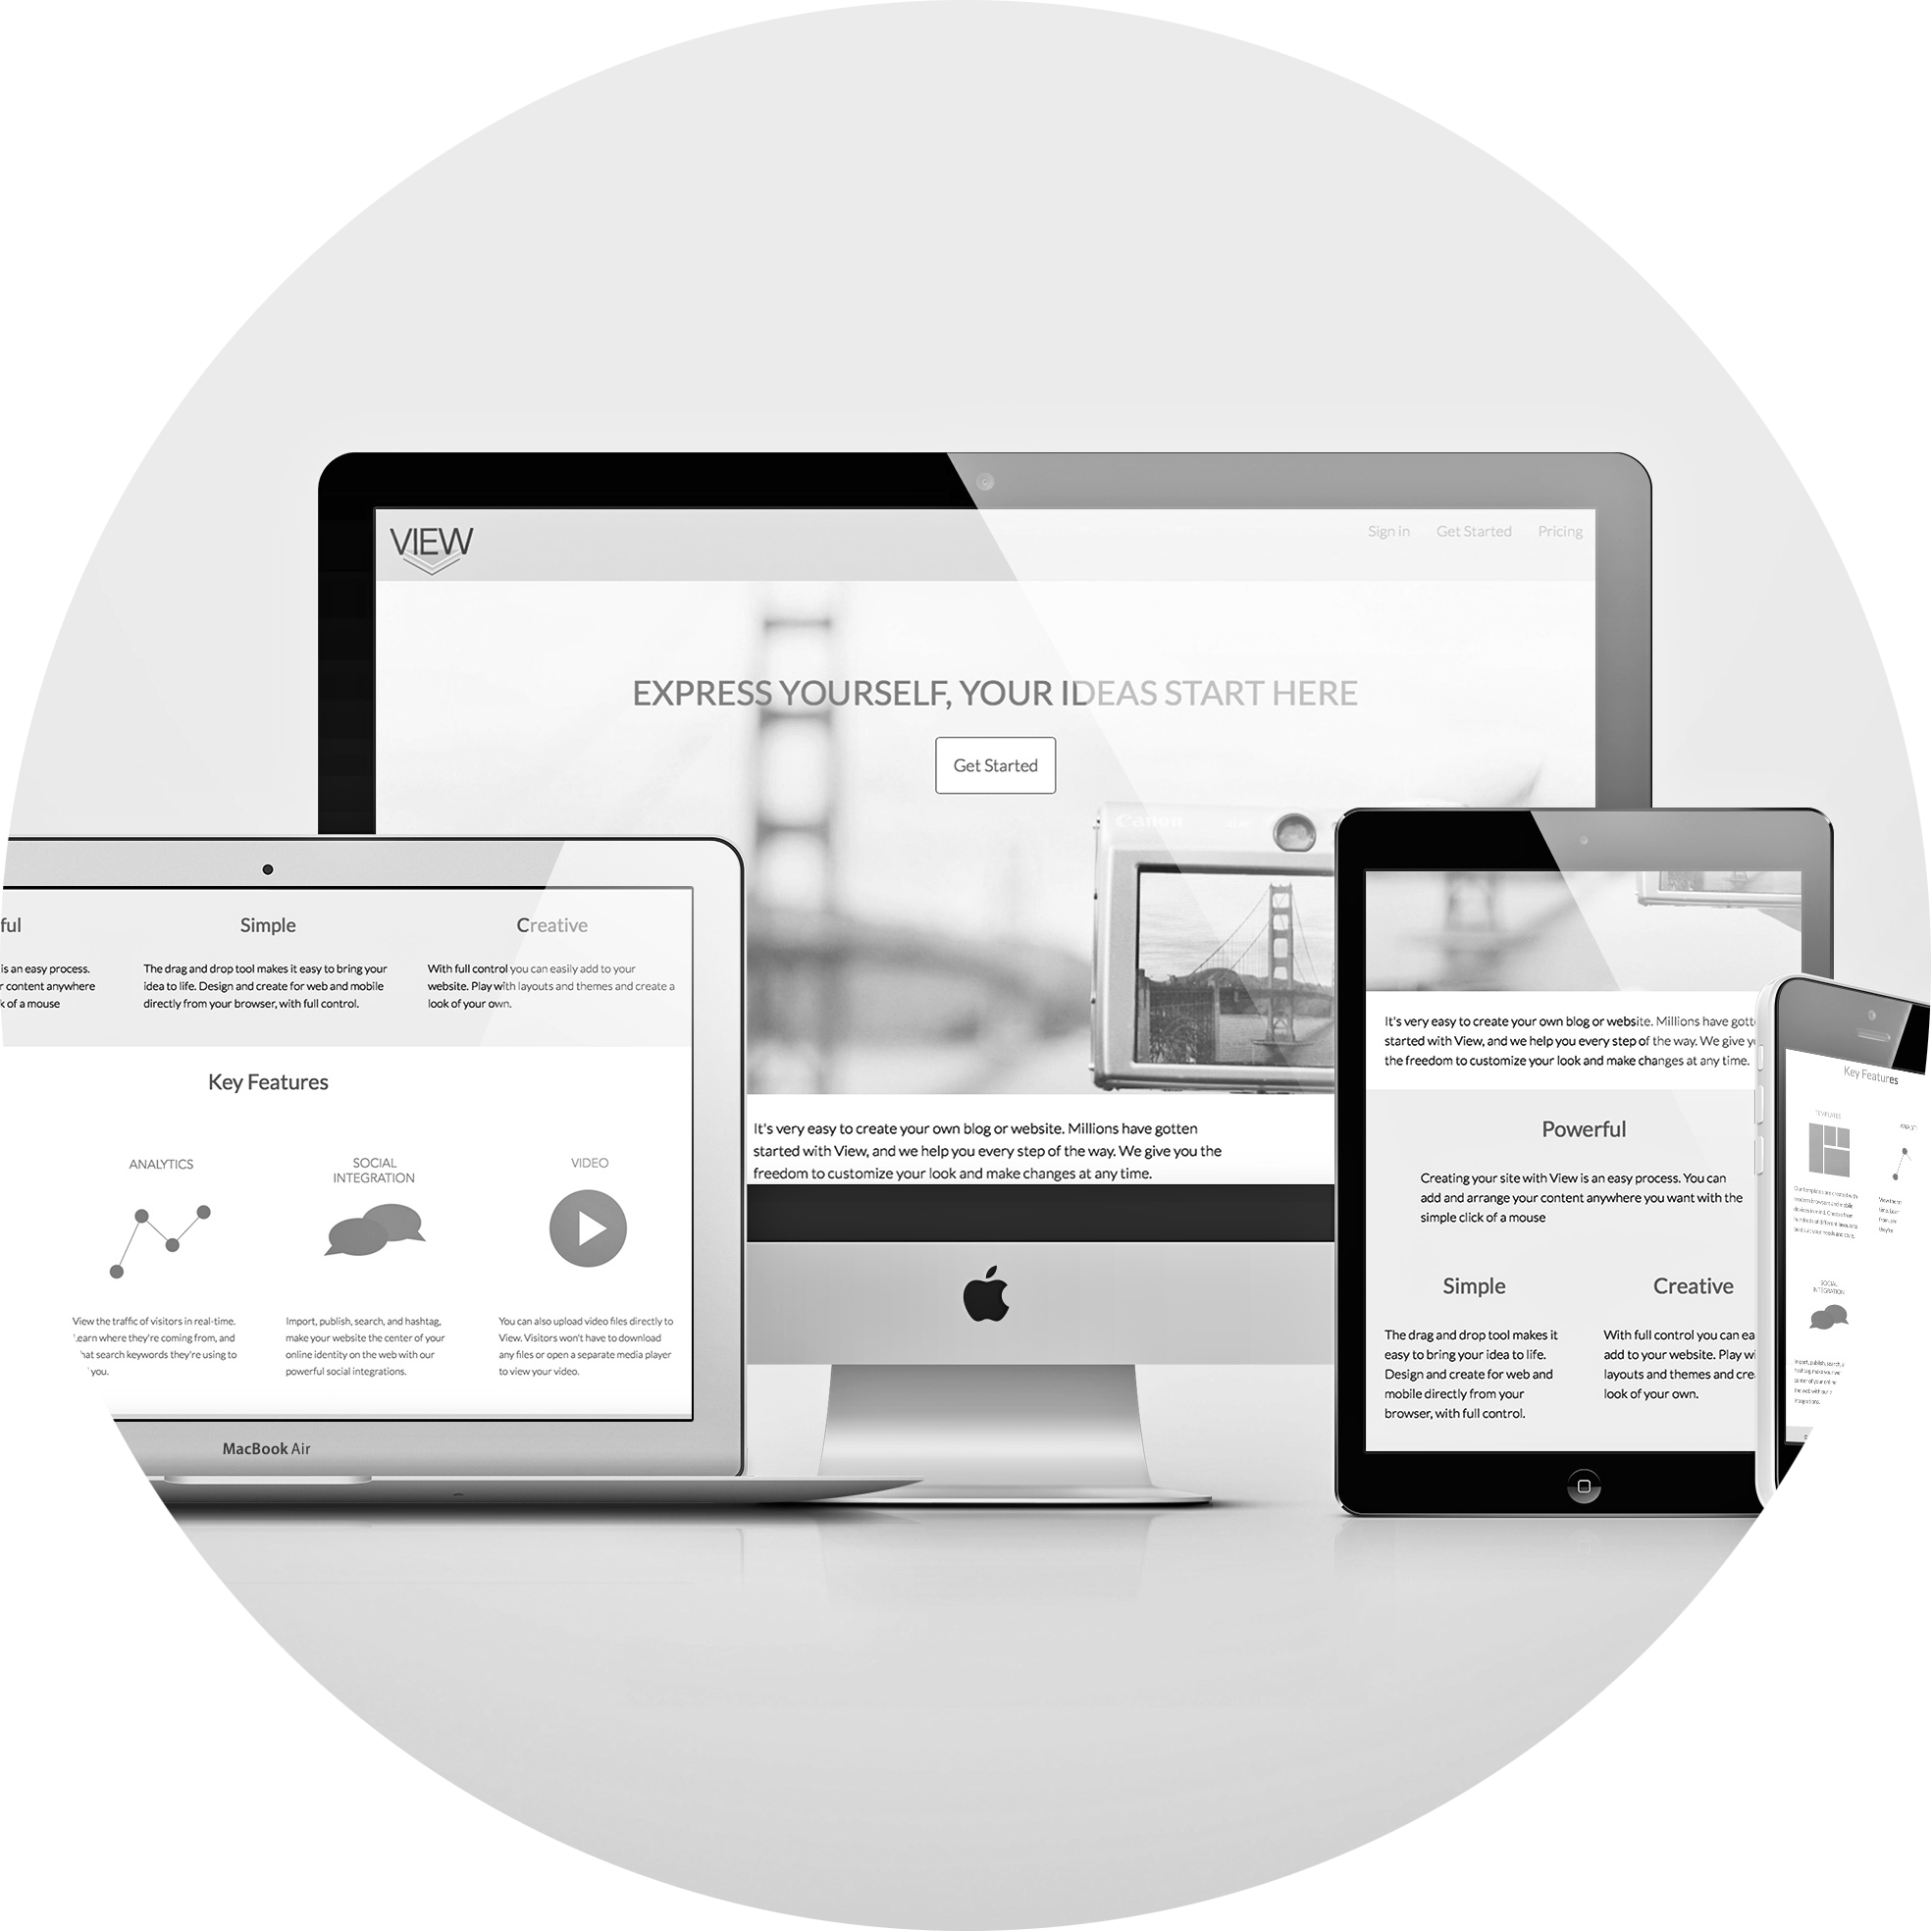 VIEW
Sign in
Get Started
Pricing
EXPRESS YOURSELF, YOUR IDEAS START HERE
Get Started
Canon
It's very easy to create your own blog or website. Millions have gotten
started with View, and we help you every step of the way. We give you the
freedom to customize your look and make changes at any time.
ful
Simple
Creative
is an easy process.
content anywhere
of a mouse
The drag and drop tool makes it easy to bring your
idea to life. Design and create for web and mobile
directly from your browser, with full control.
With full control you can easily add to your
website. Play with layouts and themes and create a
look of your own.
Key Features
ANALYTICS
SOCIAL
INTEGRATION
VIDEO
View the traffic of visitors in real-time.
earn where they're coming from, and
hat search keywords they're using to
you.
Import, publish, search, and hashtag,
make your website the center of your
online identity on the web with our
powerful social integrations.
You can also upload video files directly to
View. Visitors won't have to download
any files or open a separate media player
to view your video.
MacBook Air
It's very easy to create your own blog or website. Millions have gott
started with View, and we help you every step of the way. We give y
the freedom to customize your look and make changes at any time.
Powerful
Creating your site with View is an easy process. You can
add and arrange your content anywhere you want with the
simple click of a mouse
Simple
Creative
The drag and drop tool makes it
easy to bring your idea to life.
Design and create for web and
mobile directly from your
browser, with full control.
With full control you can ea
add to your website. Play wi
layouts and themes and cre
look of your own.
Key Features
TEMPLATES
SOCIAL
INTEGRATION